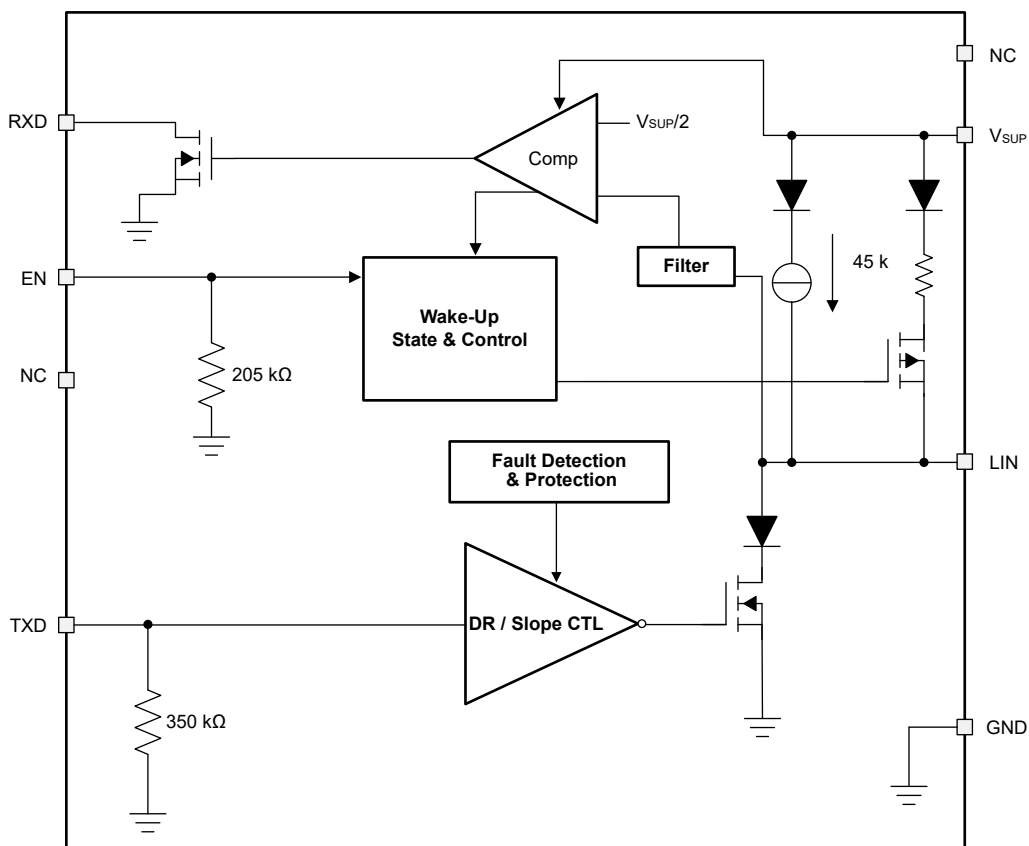 NC
RXD
VSUP/2
VSUP
Comp
Filter
45 k
EN
Wake-Up
State & Control
NC
205 kΩ
Fault Detection
& Protection
LIN
TXD
DR / Slope CTL
350 kΩ
GND